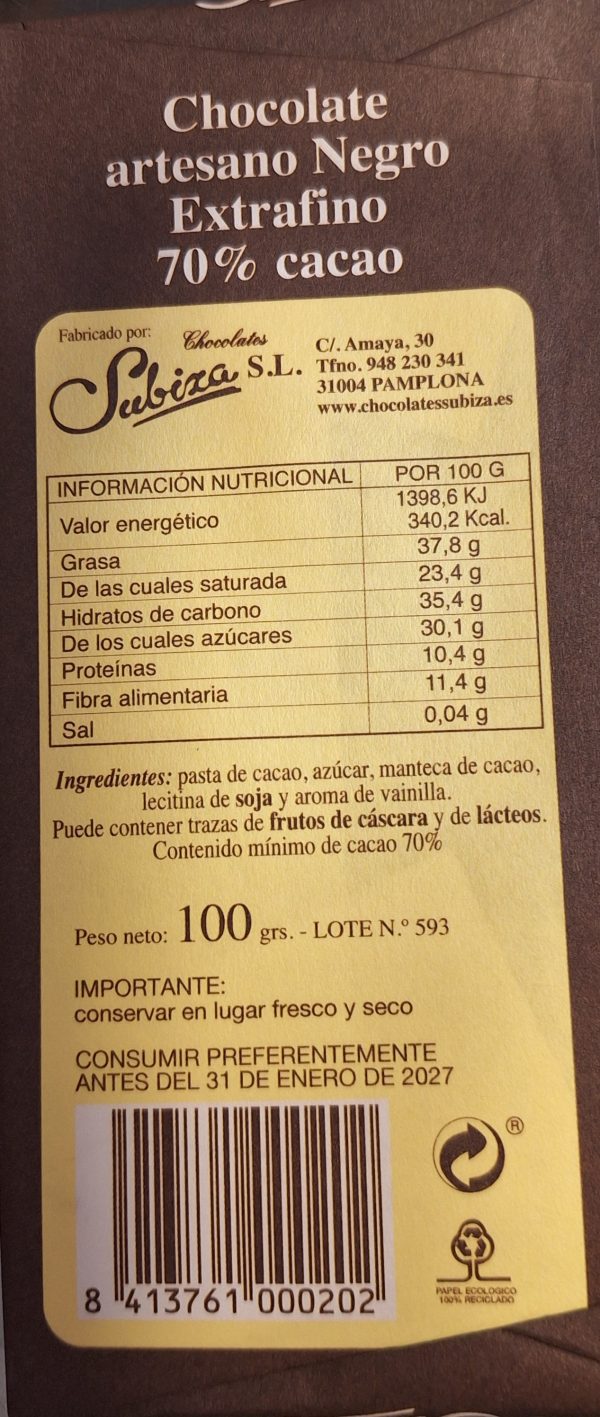 Chocolate
artesano Negro
Extrafino
70% cacao
Fabricado por:
Chocolates
Subiza S.L.
C/. Amaya, 30
Tfno. 948 230 341
31004 PAMPLONA
www.chocolatessubiza.es
INFORMACIÓN NUTRICIONAL POR 100 G
Valor energético 1398,6 KJ
340,2 Kcal.
Grasa 37,8 g
De las cuales saturada 23,4 g
Hidratos de carbono 35,4 g
De los cuales azúcares 30,1 g
Proteínas 10,4 g
Fibra alimentaria 11,4 g
Sal 0,04 g
Ingredientes: pasta de cacao, azúcar, manteca de cacao,
lecitina de soja y aroma de vainilla.
Puede contener trazas de frutos de cáscara y de lácteos.
Contenido mínimo de cacao 70%
Peso neto: 100 grs. - LOTE N.º 593
IMPORTANTE:
conservar en lugar fresco y seco
CONSUMIR PREFERENTEMENTE
ANTES DEL 31 DE ENERO DE 2027
®
8 413761 000202
PAPEL ECOLOGICO
100% RECICLADO